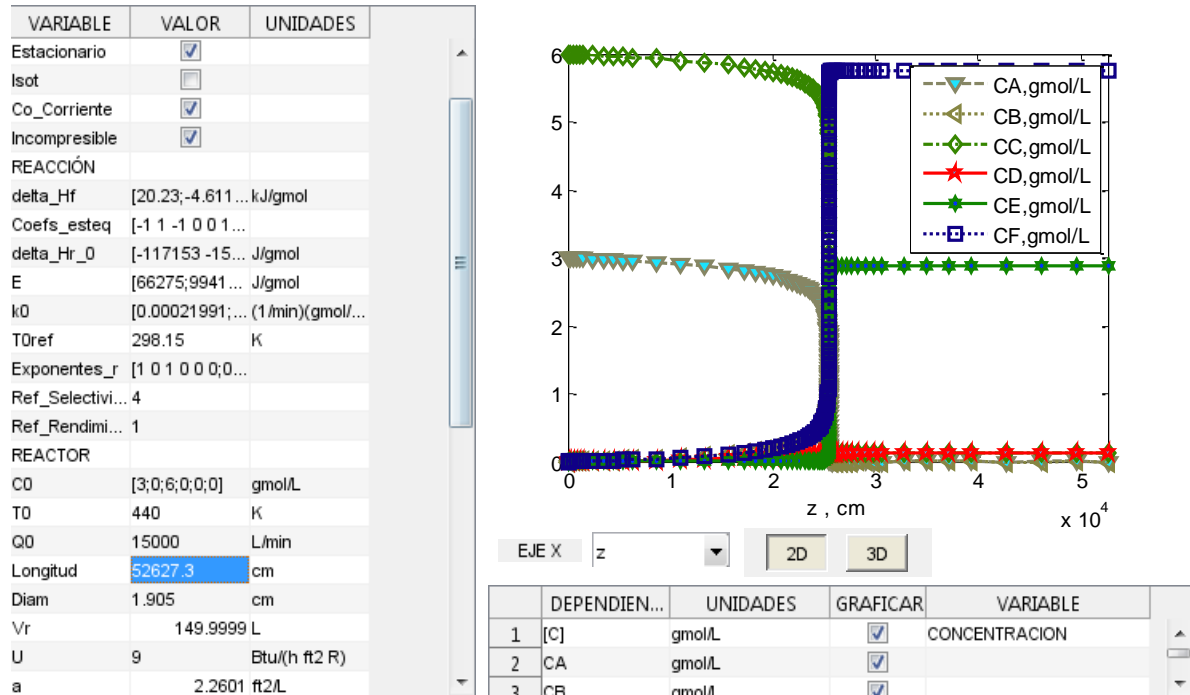 VARIABLE VALOR UNIDADES
Estacionario
Isot
Co_Corriente
Incompresible
REACCIÓN
delta_Hf [20.23;-4.611... kJ/gmol
Coefs_esteq [-1 1 -1 0 0 1...
delta_Hr_0 [-117153 -15... J/gmol
E [66275;9941... J/gmol
k0 [0.00021991;... (1/min)(gmol/...
T0ref 298.15 K
Exponentes_r [1 0 1 0 0 0;0...
Ref_Selectivi... 4
Ref_Rendimi... 1
REACTOR
C0 [3;0;6;0;0;0] gmol/L
T0 440 K
Q0 15000 L/min
Longitud 52627.3 cm
Diam 1.905 cm
Vr 149.9999 L
U 9 Btu/(h ft2 R)
a 2.2601 ft2/L
6
5
4
3
2
1
0
0 1 2 3 4 5
z , cm
x 10^4
CA,gmol/L
CB,gmol/L
CC,gmol/L
CD,gmol/L
CE,gmol/L
CF,gmol/L
EJE X z 2D 3D
DEPENDIEN... UNIDADES GRAFICAR VARIABLE
1 [C] gmol/L CONCENTRACION
2 CA gmol/L
3 CB gmol/L